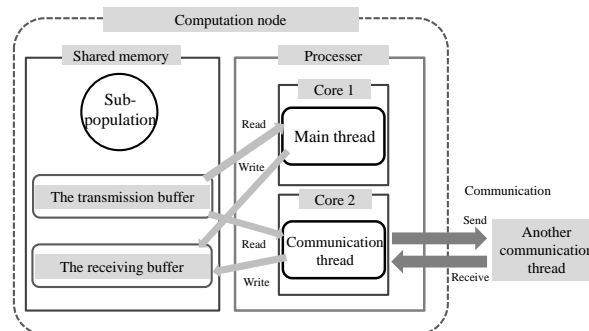 Computation node
Shared memory
Processer
Sub-
population
Core 1
Main thread
Read
Write
The transmission buffer
Core 2
Communication
thread
Read
The receiving buffer
Write
Communication
Send
Another
communication
thread
Receive